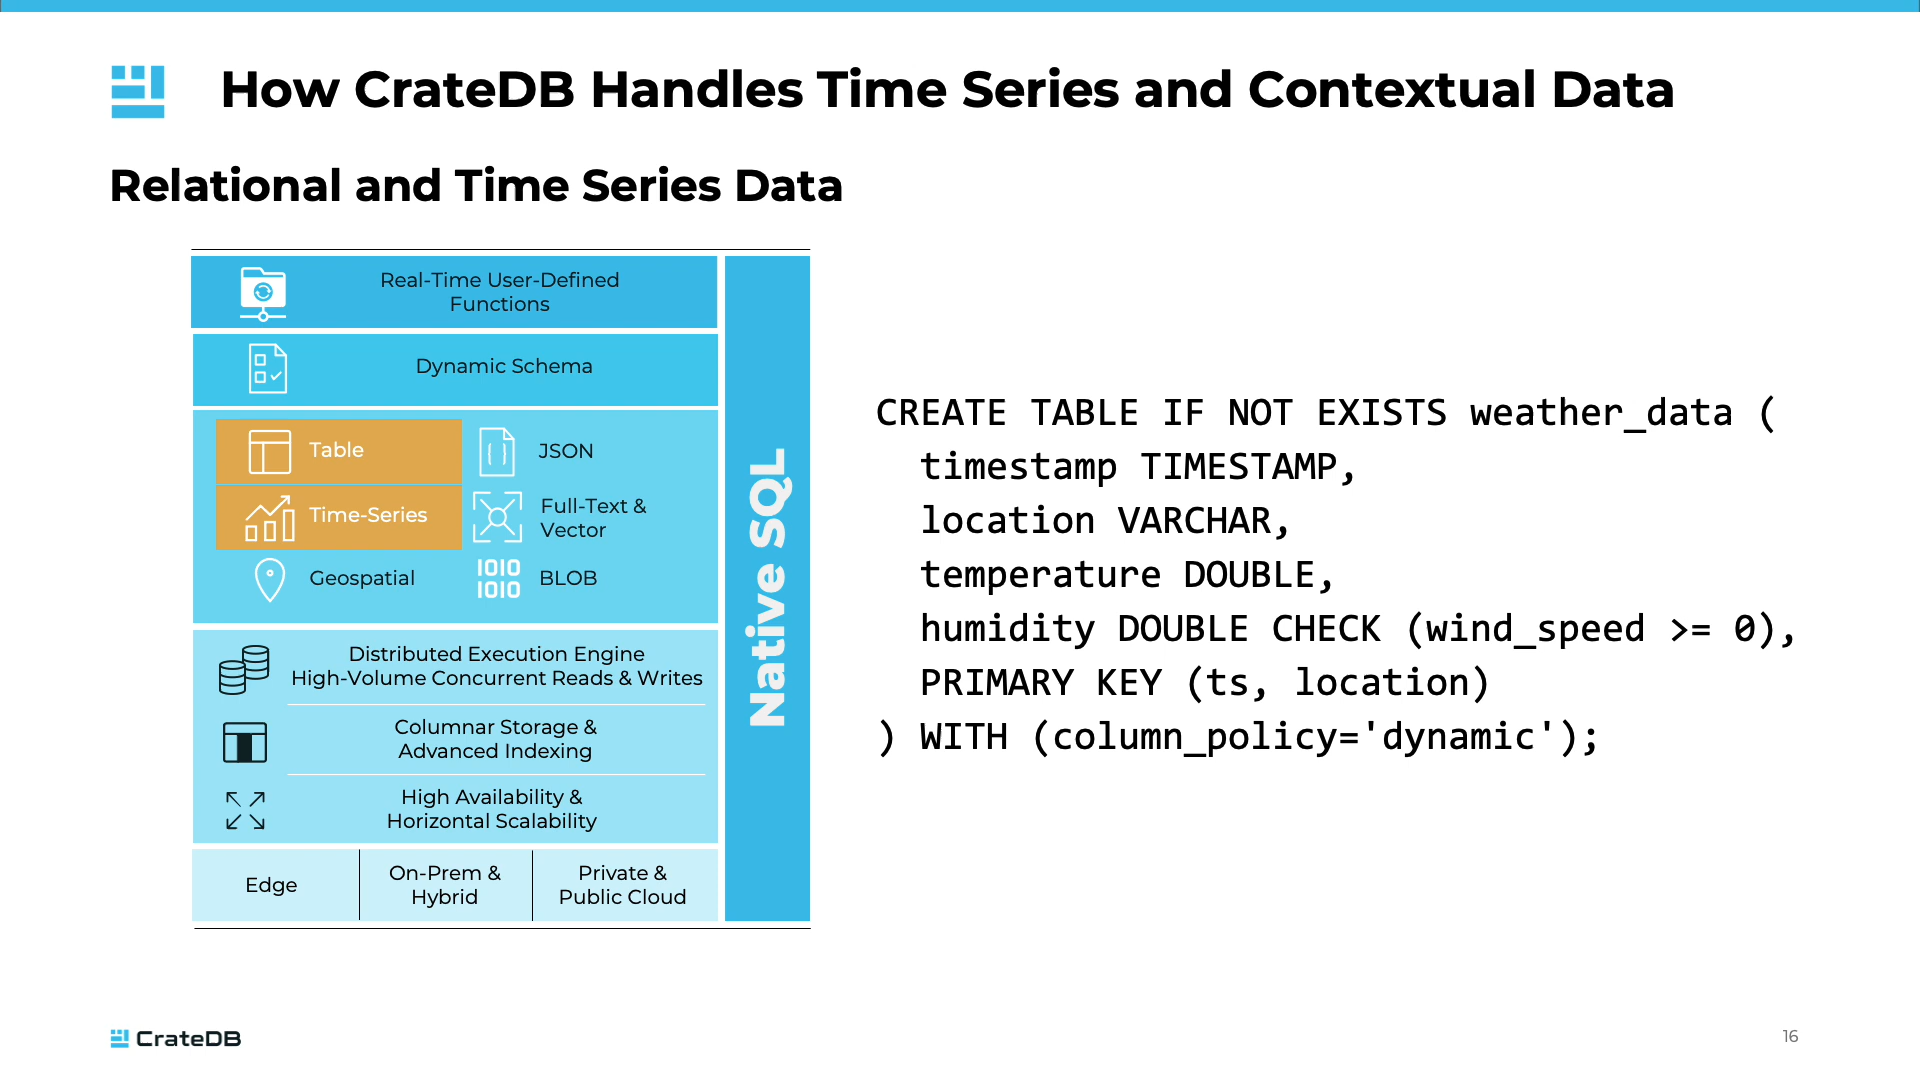 How CrateDB Handles Time Series and Contextual Data
Relational and Time Series Data
Real-Time User-Defined
Functions
Dynamic Schema
Table
JSON
Time-Series
Full-Text &
Vector
Geospatial
1010
1010
BLOB
Distributed Execution Engine
High-Volume Concurrent Reads & Writes
Columnar Storage &
Advanced Indexing
High Availability &
Horizontal Scalability
Edge
On-Prem &
Hybrid
Private &
Public Cloud
Native SQL
CREATE TABLE IF NOT EXISTS weather_data (
timestamp TIMESTAMP,
location VARCHAR,
temperature DOUBLE,
humidity DOUBLE CHECK (wind_speed >= 0),
PRIMARY KEY (ts, location)
) WITH (column_policy='dynamic');
CrateDB
16